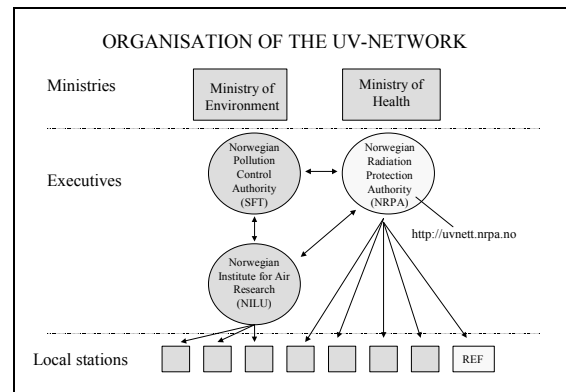 ORGANISATION OF THE UV-NETWORK
Ministries
Ministry of
Environment
Ministry of
Health
Executives
Norwegian
Pollution
Control
Authority
(SFT)
Norwegian
Radiation
Protection
Authority
(NRPA)
http://uvnett.nrpa.no
Norwegian
Institute for Air
Research
(NILU)
Local stations
REF